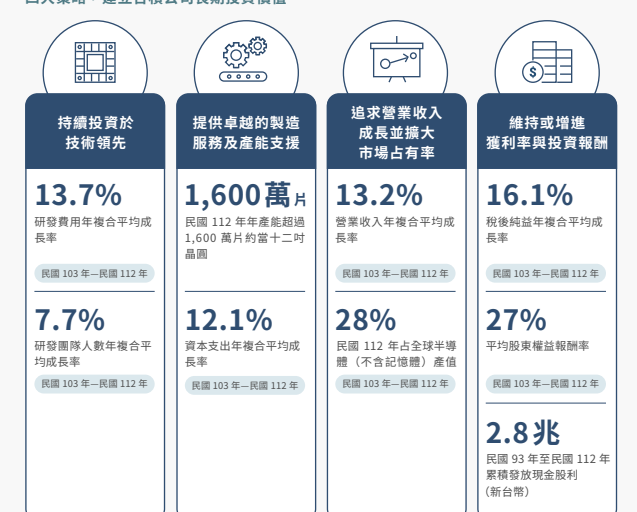 四大策略，建立台積公司長期投資價值
持續投資於
技術領先
13.7%
研發費用年複合平均成
長率
民國 103 年—民國 112 年
7.7%
研發團隊人數年複合平
均成長率
民國 103 年—民國 112 年
提供卓越的製造
服務及產能支援
1,600萬片
民國 112 年年產能超過
1,600 萬片約當十二吋
晶圓
12.1%
資本支出年複合平均成
長率
民國 103 年—民國 112 年
追求營業收入
成長並擴大
市場占有率
13.2%
營業收入年複合平均成
長率
民國 103 年—民國 112 年
28%
民國 112 年占全球半導
體（不含記憶體）產值
民國 103 年—民國 112 年
維持或增進
獲利率與投資報酬
$
16.1%
稅後純益年複合平均成
長率
民國 103 年—民國 112 年
27%
平均股東權益報酬率
民國 103 年—民國 112 年
2.8兆
民國 93 年至民國 112 年
累積發放現金股利
（新台幣）